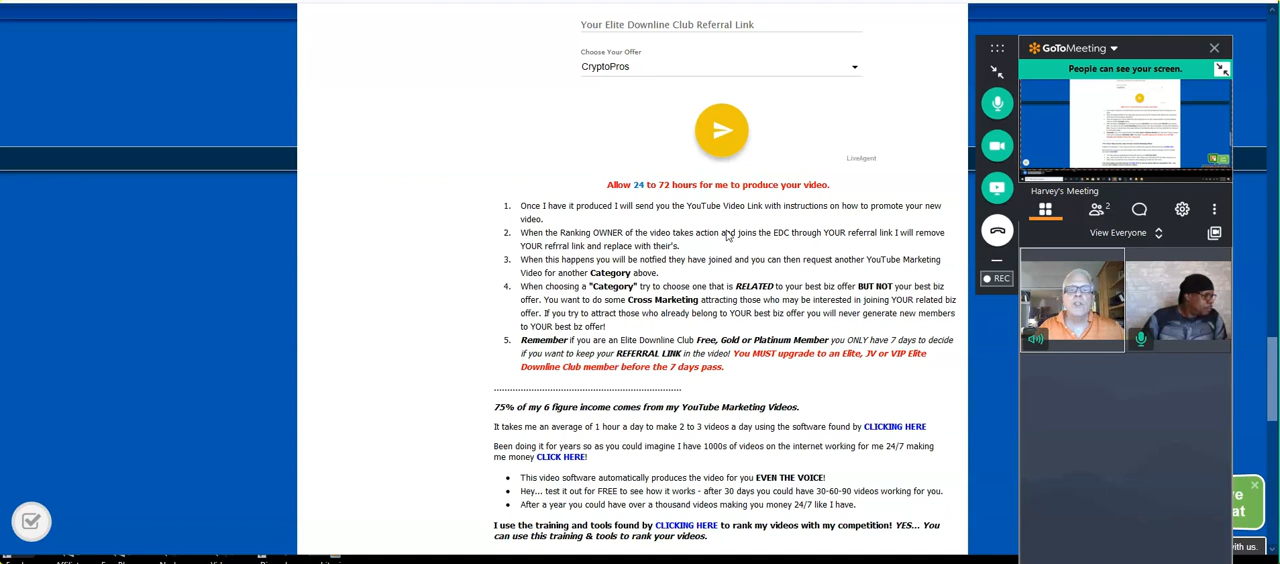 Your Elite Downline Club Referral Link
Choose Your Offer
CryptoPros
LiveAgent
Allow 24 to 72 hours for me to produce your video.
1. Once I have it produced I will send you the YouTube Video Link with instructions on how to promote your new
video.
2. When the Ranking OWNER of the video takes action and joins the EDC through YOUR referral link I will remove
YOUR refrral link and replace with their's.
3. When this happens you will be notfied they have joined and you can then request another YouTube Marketing
Video for another Category above.
4. When choosing a "Category" try to choose one that is RELATED to your best biz offer BUT NOT your best biz
offer. You want to do some Cross Marketing attracting those who may be interested in joining YOUR related biz
offer. If you try to attract those who already belong to YOUR best biz offer you will never generate new members
to YOUR best bz offer!
5. Remember if you are an Elite Downline Club Free, Gold or Platinum Member you ONLY have 7 days to decide
if you want to keep your REFERRAL LINK in the video! You MUST upgrade to an Elite, JV or VIP Elite
Downline Club member before the 7 days pass.
75% of my 6 figure income comes from my YouTube Marketing Videos.
It takes me an average of 1 hour a day to make 2 to 3 videos a day using the software found by CLICKING HERE
Been doing it for years so as you could imagine I have 1000s of videos on the internet working for me 24/7 making
me money CLICK HERE!
• This video software automatically produces the video for you EVEN THE VOICE!
• Hey... test it out for FREE to see how it works - after 30 days you could have 30-60-90 videos working for you.
• After a year you could have over a thousand videos making you money 24/7 like I have.
I use the training and tools found by CLICKING HERE to rank my videos with my competition! YES... You
can use this training & tools to rank your videos.
GoToMeeting
People can see your screen.
Harvey's Meeting
2
View Everyone
REC
with us.